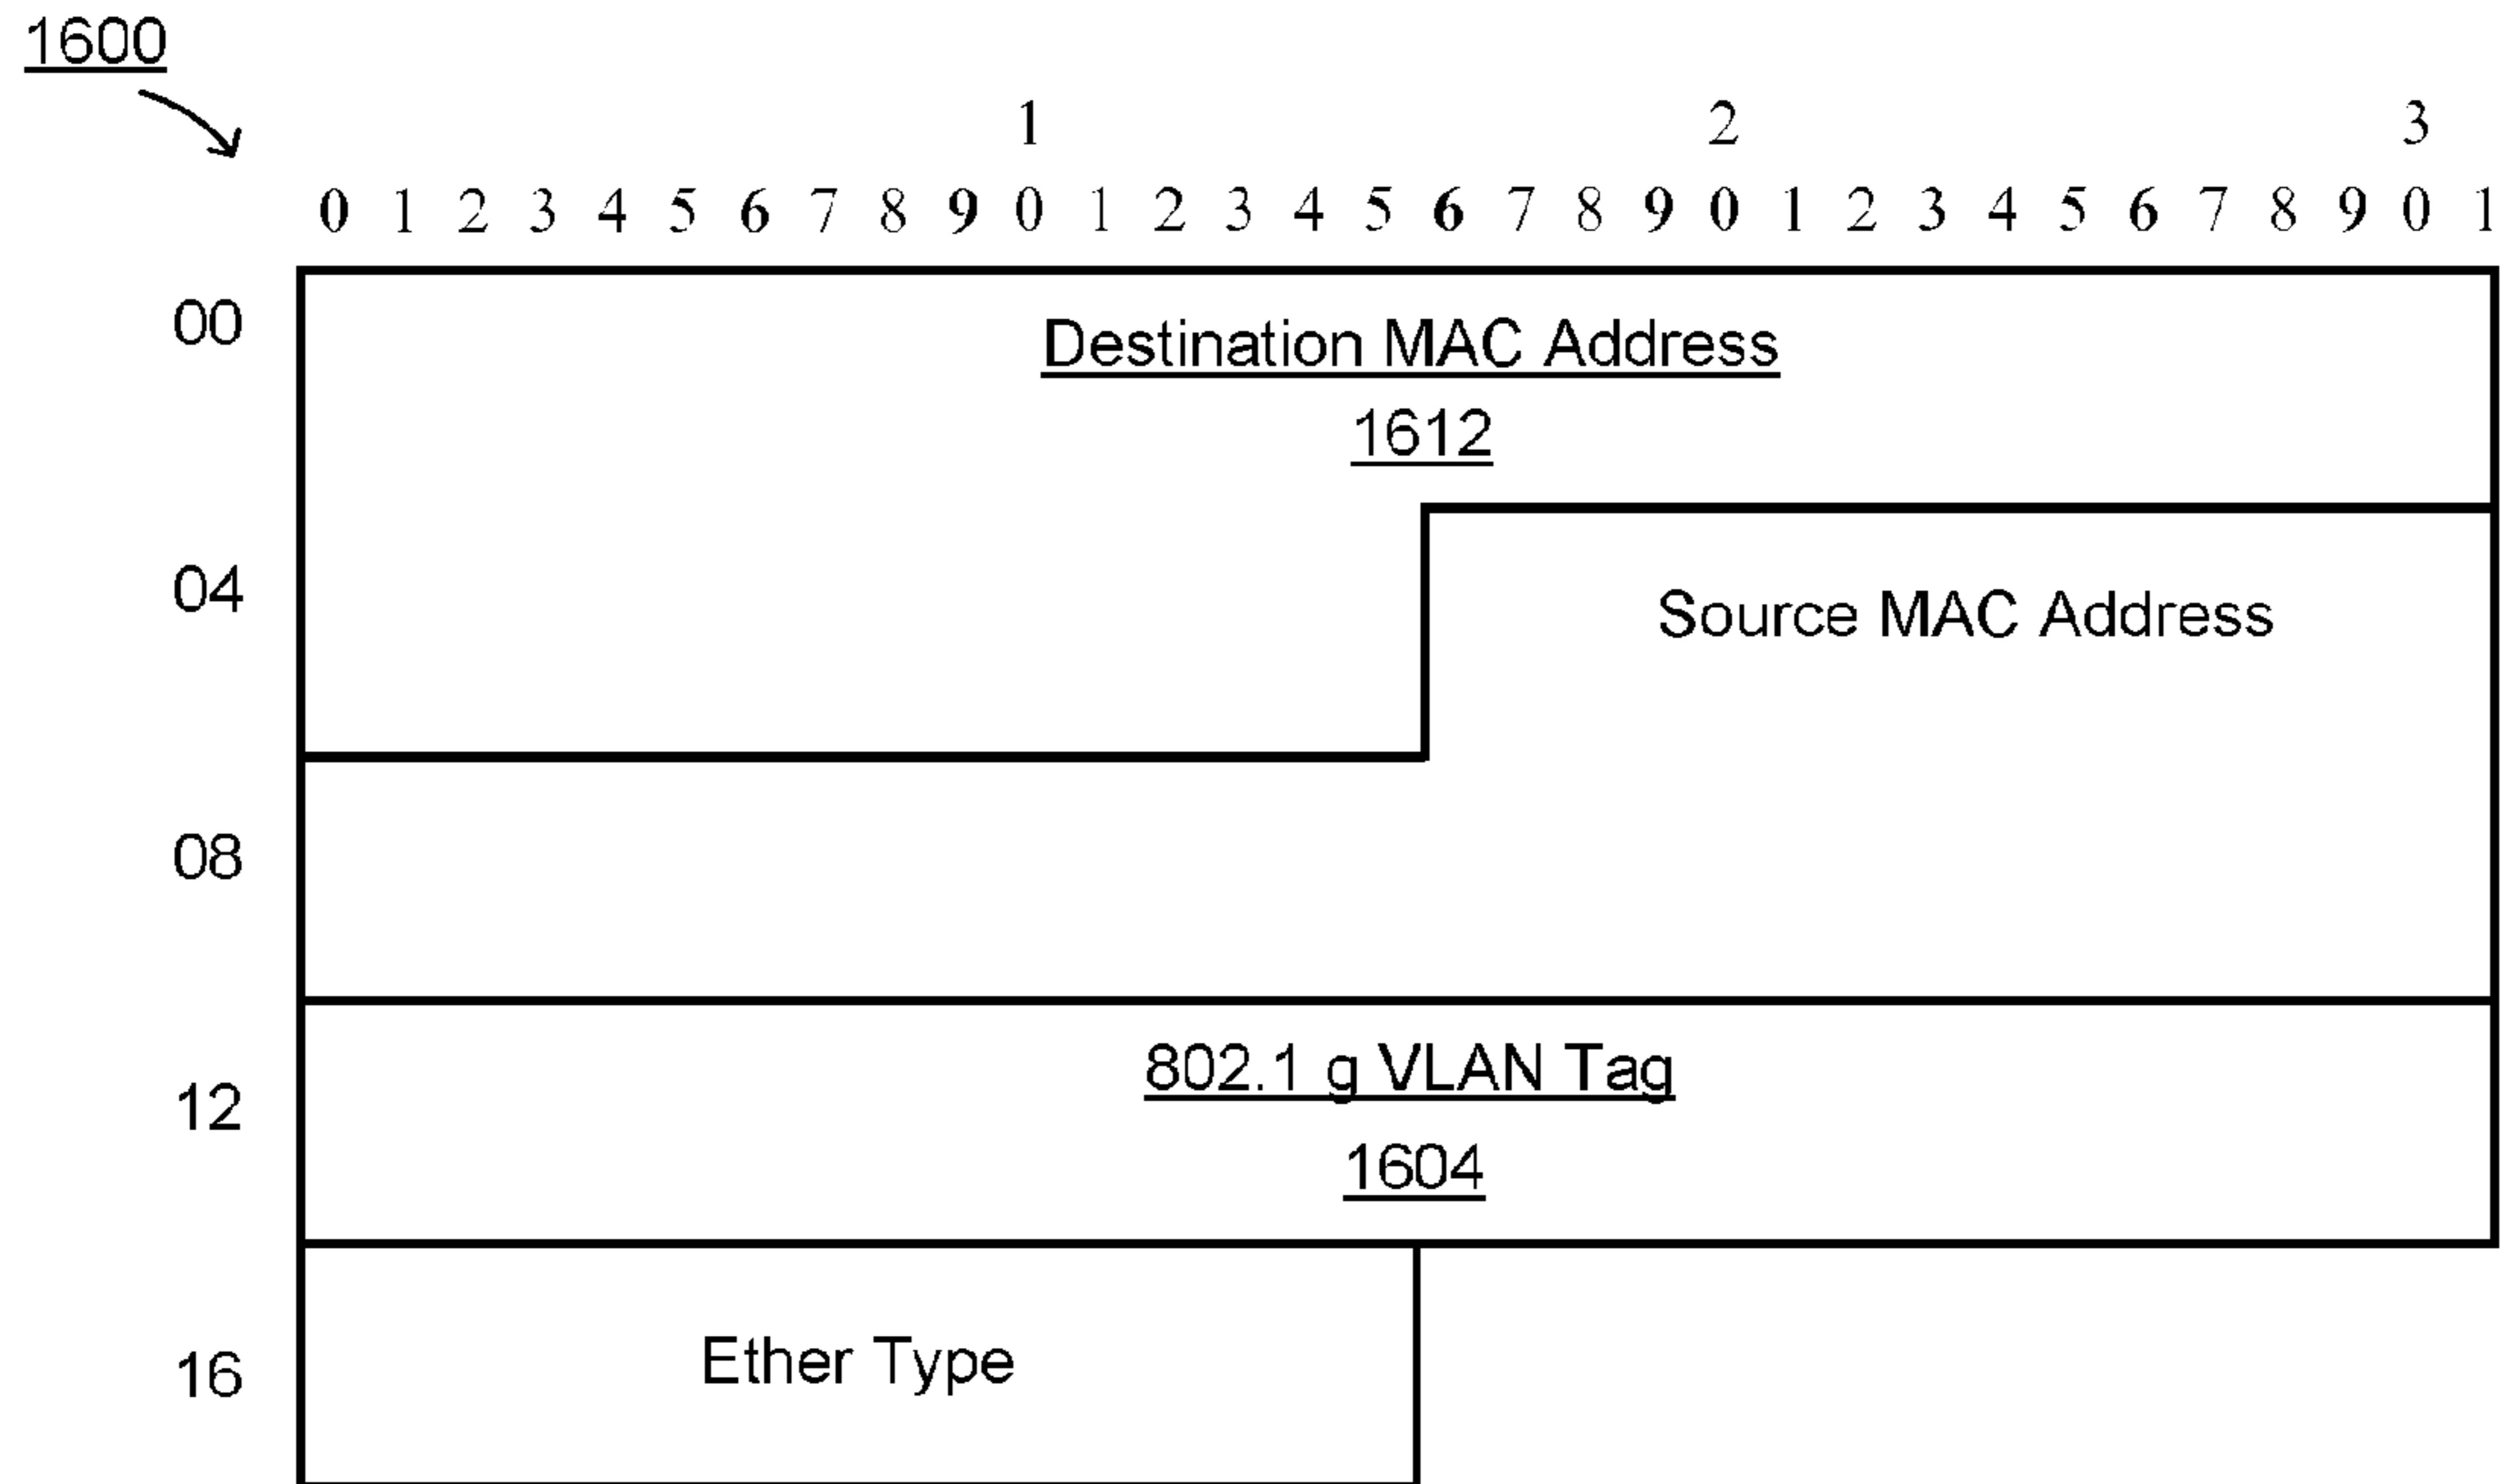 1600
1 2 3
0 1 2 3 4 5 6 7 8 9 0 1 2 3 4 5 6 7 8 9 0 1 2 3 4 5 6 7 8 9 0 1
00
Destination MAC Address
1612
04
Source MAC Address
08
802.1 g VLAN Tag
12
1604
16
Ether Type